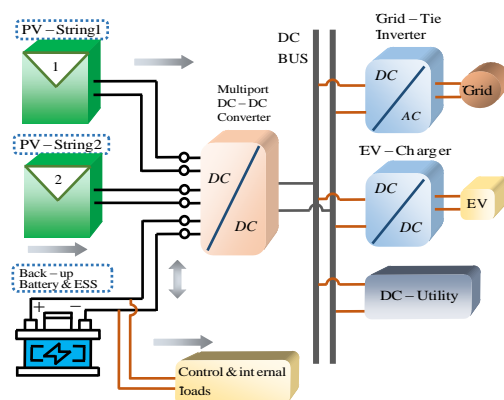 PV – String1
1
PV – String2
2
Back – up
Battery & ESS
+ −
Multiport
DC – DC
Converter
DC
DC
DC
BUS
Grid – Tie
Inverter
DC
AC
Grid
EV – Charger
DC
DC
EV
DC – Utility
Control & internal
loads